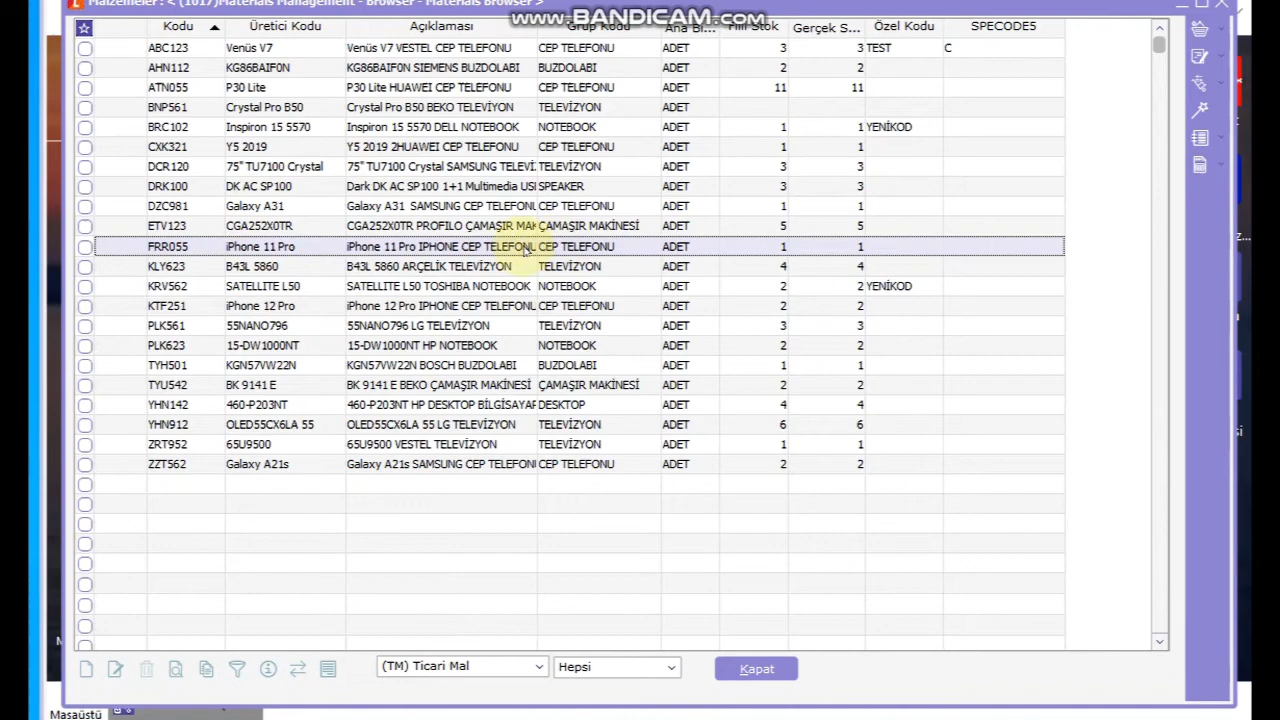 Malzemeler : < (1017)Materials Management - Browser - Materials Browser >
www.BANDICAM.com
Kodu Üretici Kodu Açıklaması Grup Kodu Ana Bi... Fiili Stok Gerçek S... Özel Kodu SPECODE5
ABC123 Venüs V7 Venüs V7 VESTEL CEP TELEFONU CEP TELEFONU ADET 3 3 TEST C
AHN112 KG86BAIF0N KG86BAIF0N SIEMENS BUZDOLABI BUZDOLABI ADET 2 2
ATN055 P30 Lite P30 Lite HUAWEI CEP TELEFONU CEP TELEFONU ADET 11 11
BNP561 Crystal Pro B50 Crystal Pro B50 BEKO TELEVİYON TELEVİZYON ADET
BRC102 Inspiron 15 5570 Inspiron 15 5570 DELL NOTEBOOK NOTEBOOK ADET 1 1 YENİKOD
CXK321 Y5 2019 Y5 2019 2HUAWEI CEP TELEFONU CEP TELEFONU ADET 1 1
DCR120 75" TU7100 Crystal 75" TU7100 Crystal SAMSUNG TELEVİ. TELEVİZYON ADET 3 3
DRK100 DK AC SP100 Dark DK AC SP100 1+1 Multimedia USI SPEAKER ADET 3 3
DZC981 Galaxy A31 Galaxy A31 SAMSUNG CEP TELEFONU CEP TELEFONU ADET 1 1
ETV123 CGA252X0TR CGA252X0TR PROFILO ÇAMAŞIR MAK ÇAMAŞIR MAKİNESİ ADET 5 5
FRR055 iPhone 11 Pro iPhone 11 Pro IPHONE CEP TELEFONU CEP TELEFONU ADET 1 1
KLY623 B43L 5860 B43L 5860 ARÇELİK TELEVİZYON TELEVİZYON ADET 4 4
KRV562 SATELLITE L50 SATELLITE L50 TOSHIBA NOTEBOOK NOTEBOOK ADET 2 2 YENİKOD
KTF251 iPhone 12 Pro iPhone 12 Pro IPHONE CEP TELEFONU CEP TELEFONU ADET 2 2
PLK561 55NANO796 55NANO796 LG TELEVİZYON TELEVİZYON ADET 3 3
PLK623 15-DW1000NT 15-DW1000NT HP NOTEBOOK NOTEBOOK ADET 2 2
TYH501 KGN57VW22N KGN57VW22N BOSCH BUZDOLABI BUZDOLABI ADET 1 1
TYU542 BK 9141 E BK 9141 E BEKO ÇAMAŞIR MAKİNESİ ÇAMAŞIR MAKİNESİ ADET 2 2
YHN142 460-P203NT 460-P203NT HP DESKTOP BİLGİSAYAR DESKTOP ADET 4 4
YHN912 OLED55CX6LA 55 OLED55CX6LA 55 LG TELEVİZYON TELEVİZYON ADET 6 6
ZRT952 65U9500 65U9500 VESTEL TELEVİZYON TELEVİZYON ADET 1 1
ZZT562 Galaxy A21s Galaxy A21s SAMSUNG CEP TELEFONU CEP TELEFONU ADET 2 2
(TM) Ticari Mal Hepsi Kapat
Masaüstü